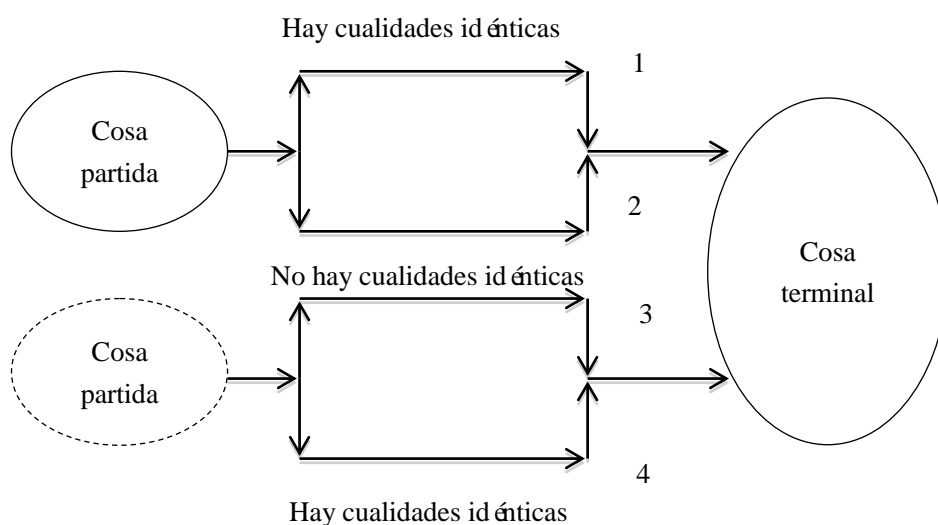 Hay cualidades idénticas
1
Cosa
partida
2
Cosa
terminal
No hay cualidades idénticas
3
Cosa
partida
4
Hay cualidades idénticas